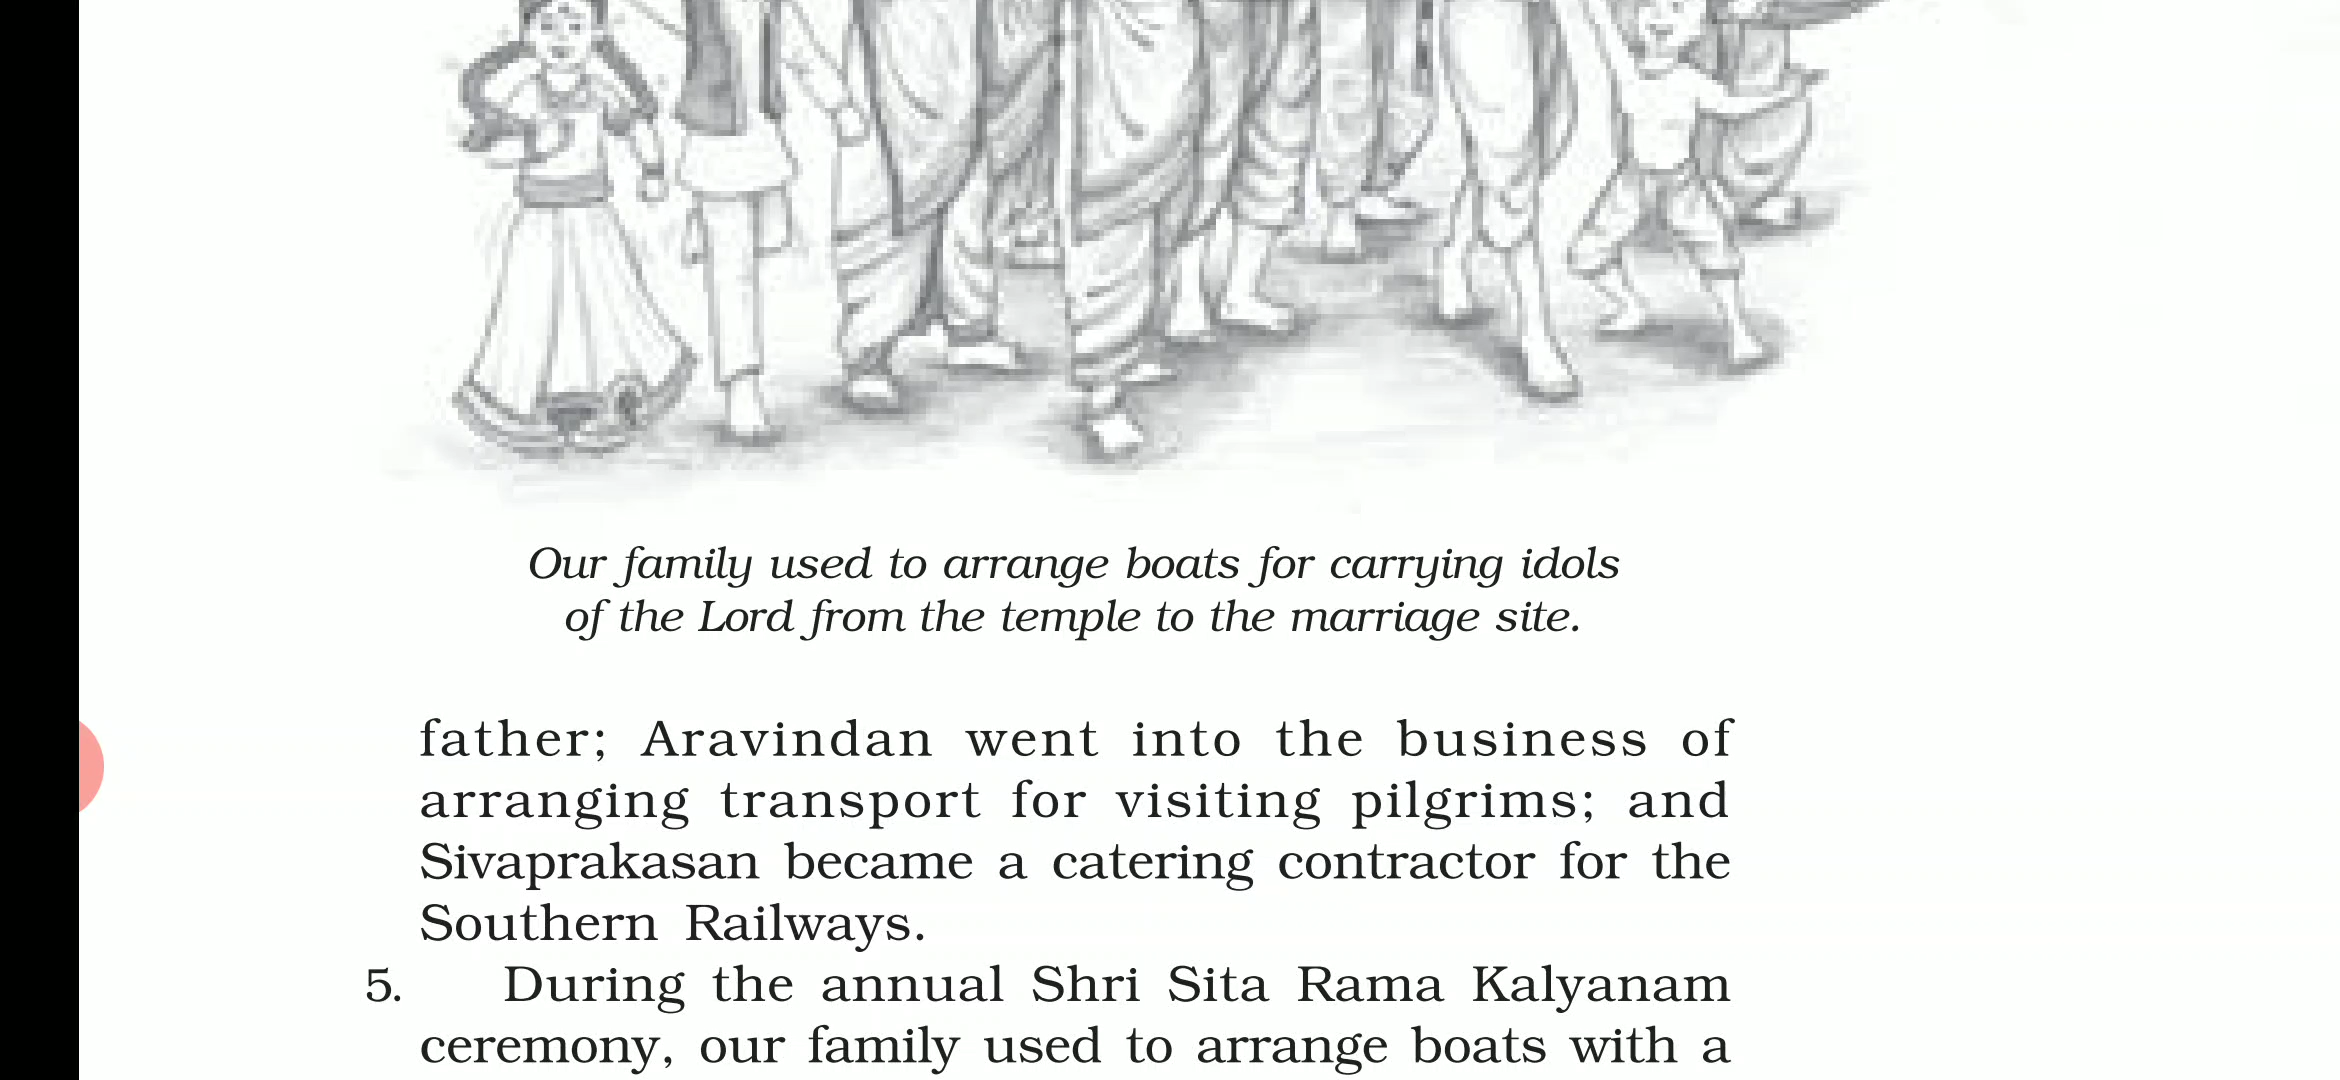 Our family used to arrange boats for carrying idols
of the Lord from the temple to the marriage site.
father; Aravindan went into the business of
arranging transport for visiting pilgrims; and
Sivaprakasan became a catering contractor for the
Southern Railways.
5. During the annual Shri Sita Rama Kalyanam
ceremony, our family used to arrange boats with a